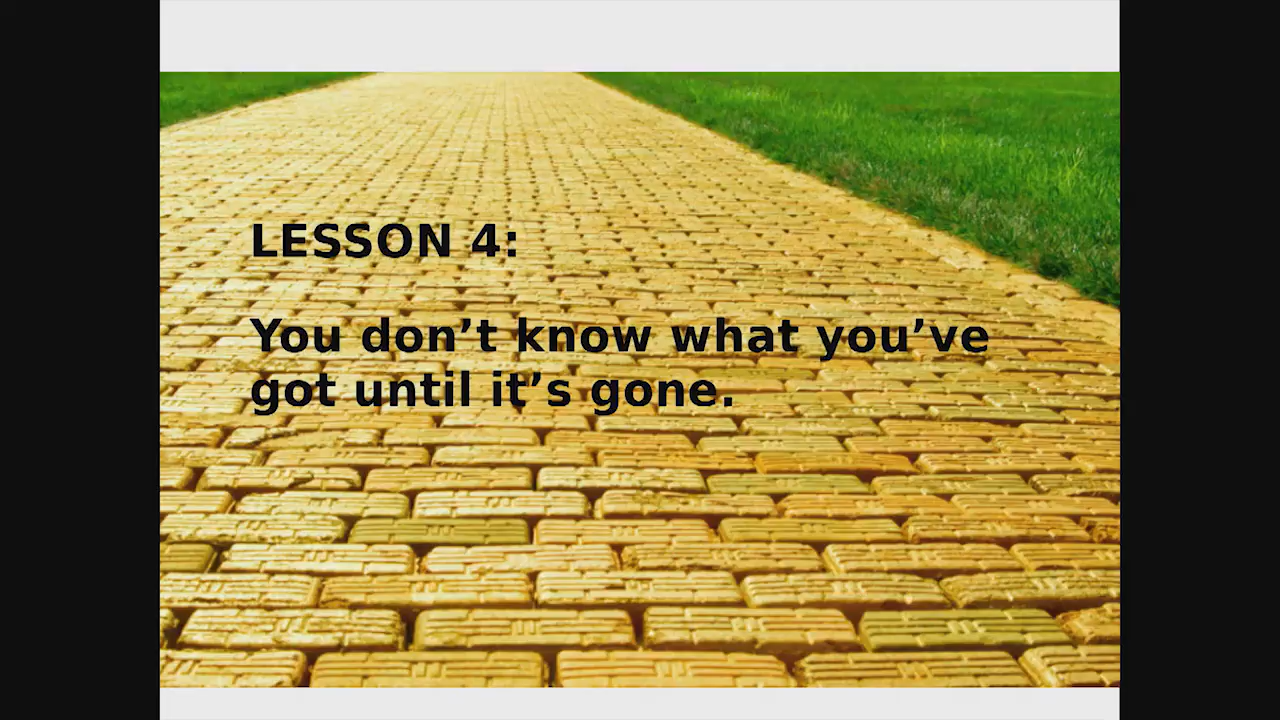 LESSON 4:
You don’t know what you’ve
got until it’s gone.